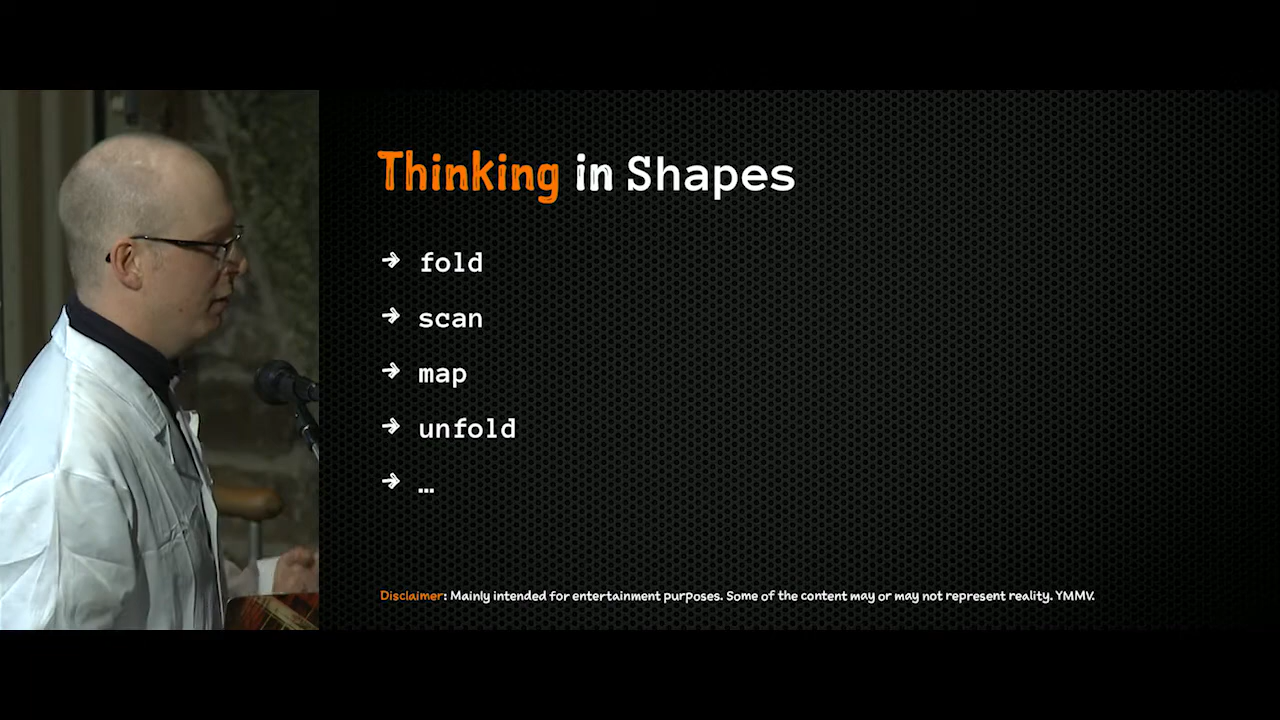 Thinking in Shapes
→ fold
→ scan
→ map
→ unfold
→ …
Disclaimer: Mainly intended for entertainment purposes. Some of the content may or may not represent reality. YMMV.